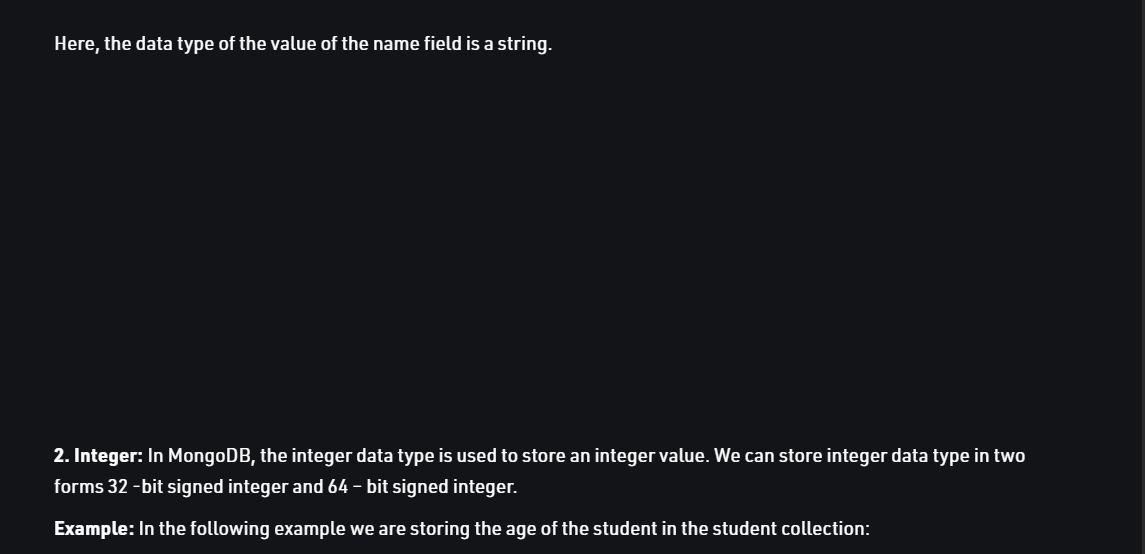 Here, the data type of the value of the name field is a string.
2. Integer: In MongoDB, the integer data type is used to store an integer value. We can store integer data type in two
forms 32 -bit signed integer and 64 – bit signed integer.
Example: In the following example we are storing the age of the student in the student collection: